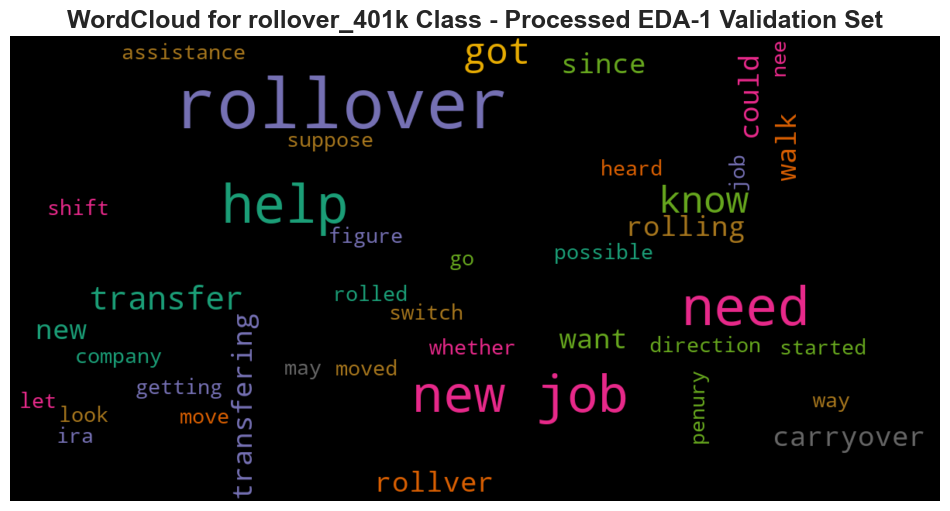 WordCloud for rollover_401k Class - Processed EDA-1 Validation Set
assistance
got
since
could
nee
rollover
suppose
walk
heard
job
shift
help
know
figure
rolling
go
possible
transfer
rolled
switch
need
new
transfering
company
whether
want
direction
started
may
moved
getting
let
look
move
new job
penury
way
ira
carryover
rollver